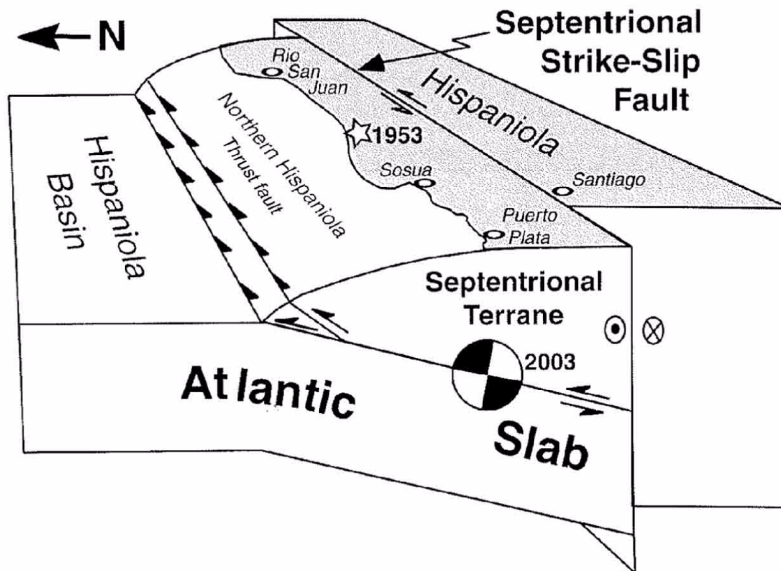 N
Septentrional
Strike-Slip
Fault
Hispaniola
Rio
San
Juan
Northern Hispaniola
Thrust fault
1953
Hispaniola
Basin
Sosua
Santiago
Puerto
Plata
Septentrional
Terrane
2003
Atlantic
Slab